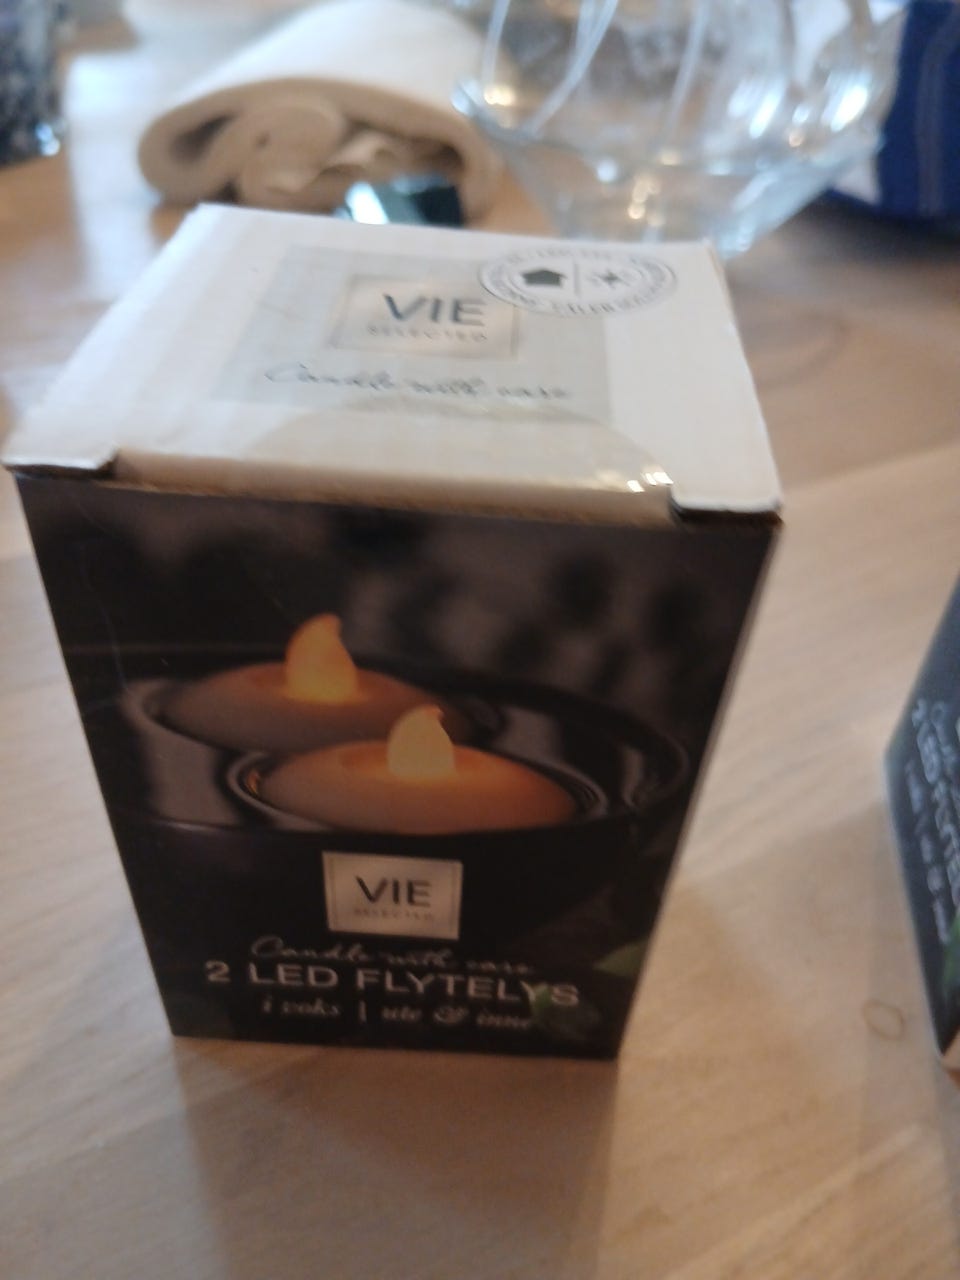 VIE
SELECTED
Candle with care
VIE
SELECTED
Candle with care
2 LED FLYTELYS
i voks | ute & inne